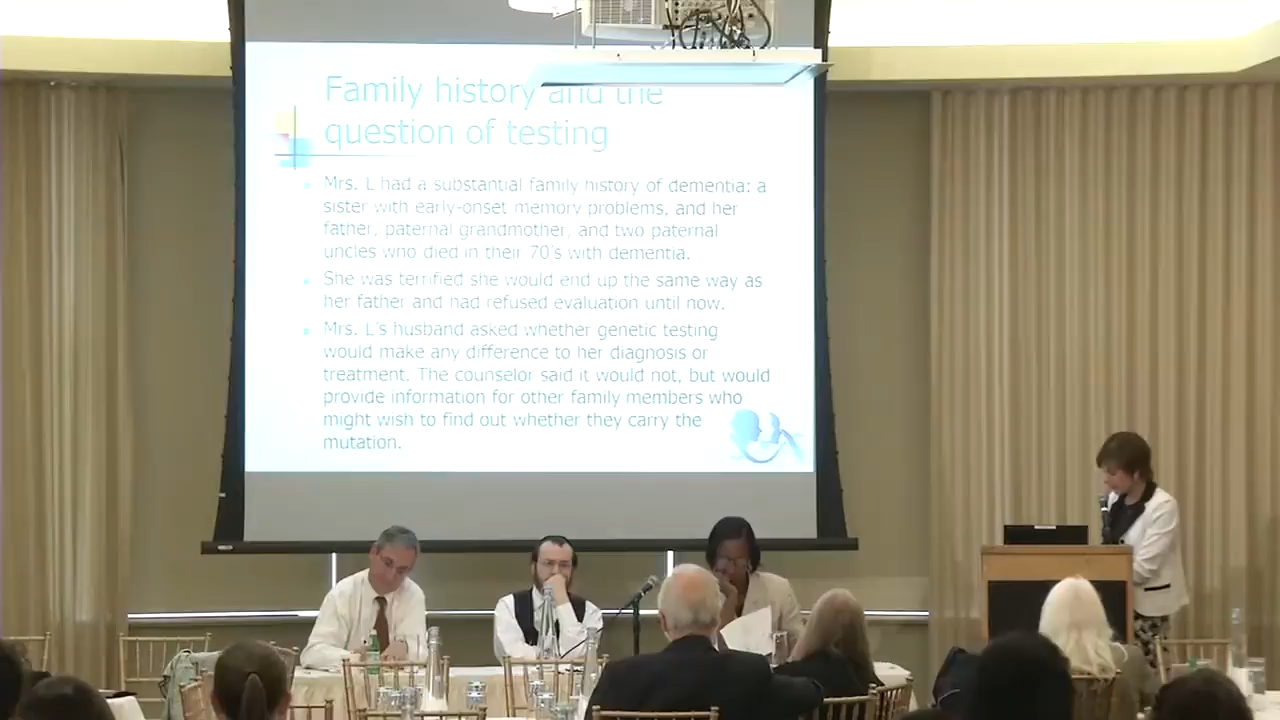 Family history and the
question of testing
Mrs. L had a substantial family history of dementia: a
sister with early-onset memory problems, and her
father, paternal grandmother, and two paternal
uncles who died in their 70's with dementia.
She was terrified she would end up the same way as
her father and had refused evaluation until now.
Mrs. L's husband asked whether genetic testing
would make any difference to her diagnosis or
treatment. The counselor said it would not, but would
provide information for other family members who
might wish to find out whether they carry the
mutation.